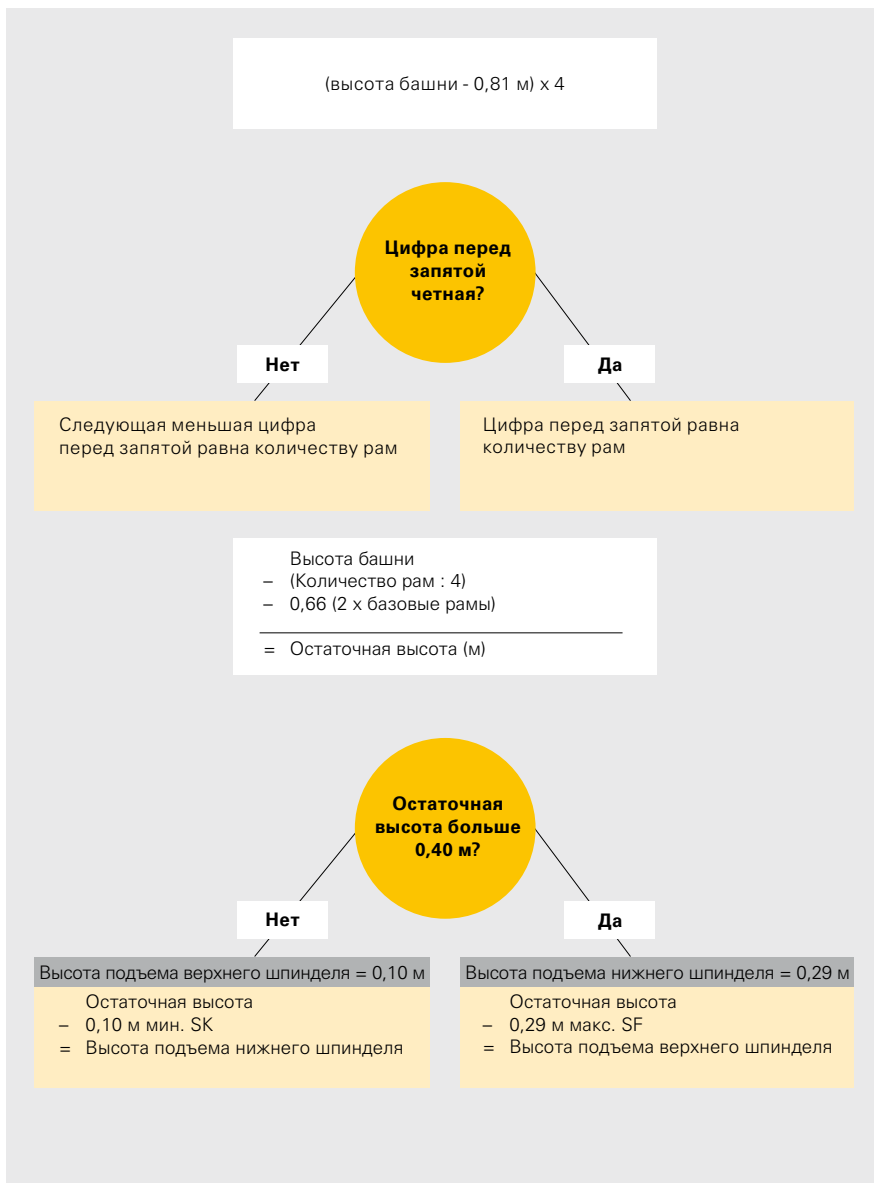 (высота башни - 0,81 м) x 4
Цифра перед
запятой
четная?
Нет
Да
Следующая меньшая цифра
перед запятой равна количеству рам
Цифра перед запятой равна
количеству рам
Высота башни
– (Количество рам : 4)
– 0,66 (2 x базовые рамы)
= Остаточная высота (м)
Остаточная
высота больше
0,40 м?
Нет
Да
Высота подъема верхнего шпинделя = 0,10 м
Остаточная высота
– 0,10 м мин. SK
= Высота подъема нижнего шпинделя
Высота подъема нижнего шпинделя = 0,29 м
Остаточная высота
– 0,29 м макс. SF
= Высота подъема верхнего шпинделя